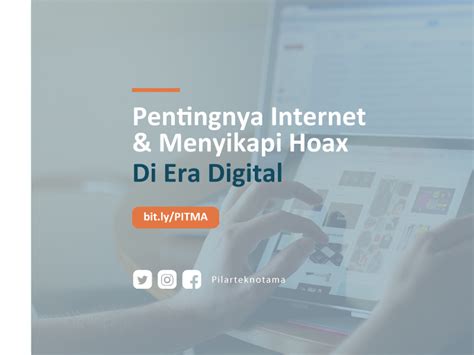 Pentingnya Internet
& Menyikapi Hoax
Di Era Digital
bit.ly/PITMA
Pilarteknotama